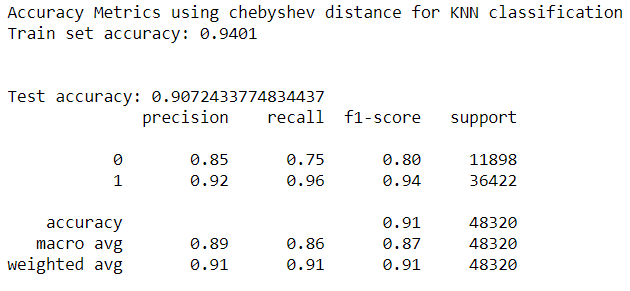 Accuracy Metrics using chebyshev distance for KNN classification
Train set accuracy: 0.9401
Test accuracy: 0.9072433774834437
precision recall f1-score support
0 0.85 0.75 0.80 11898
1 0.92 0.96 0.94 36422
accuracy 0.91 48320
macro avg 0.89 0.86 0.87 48320
weighted avg 0.91 0.91 0.91 48320